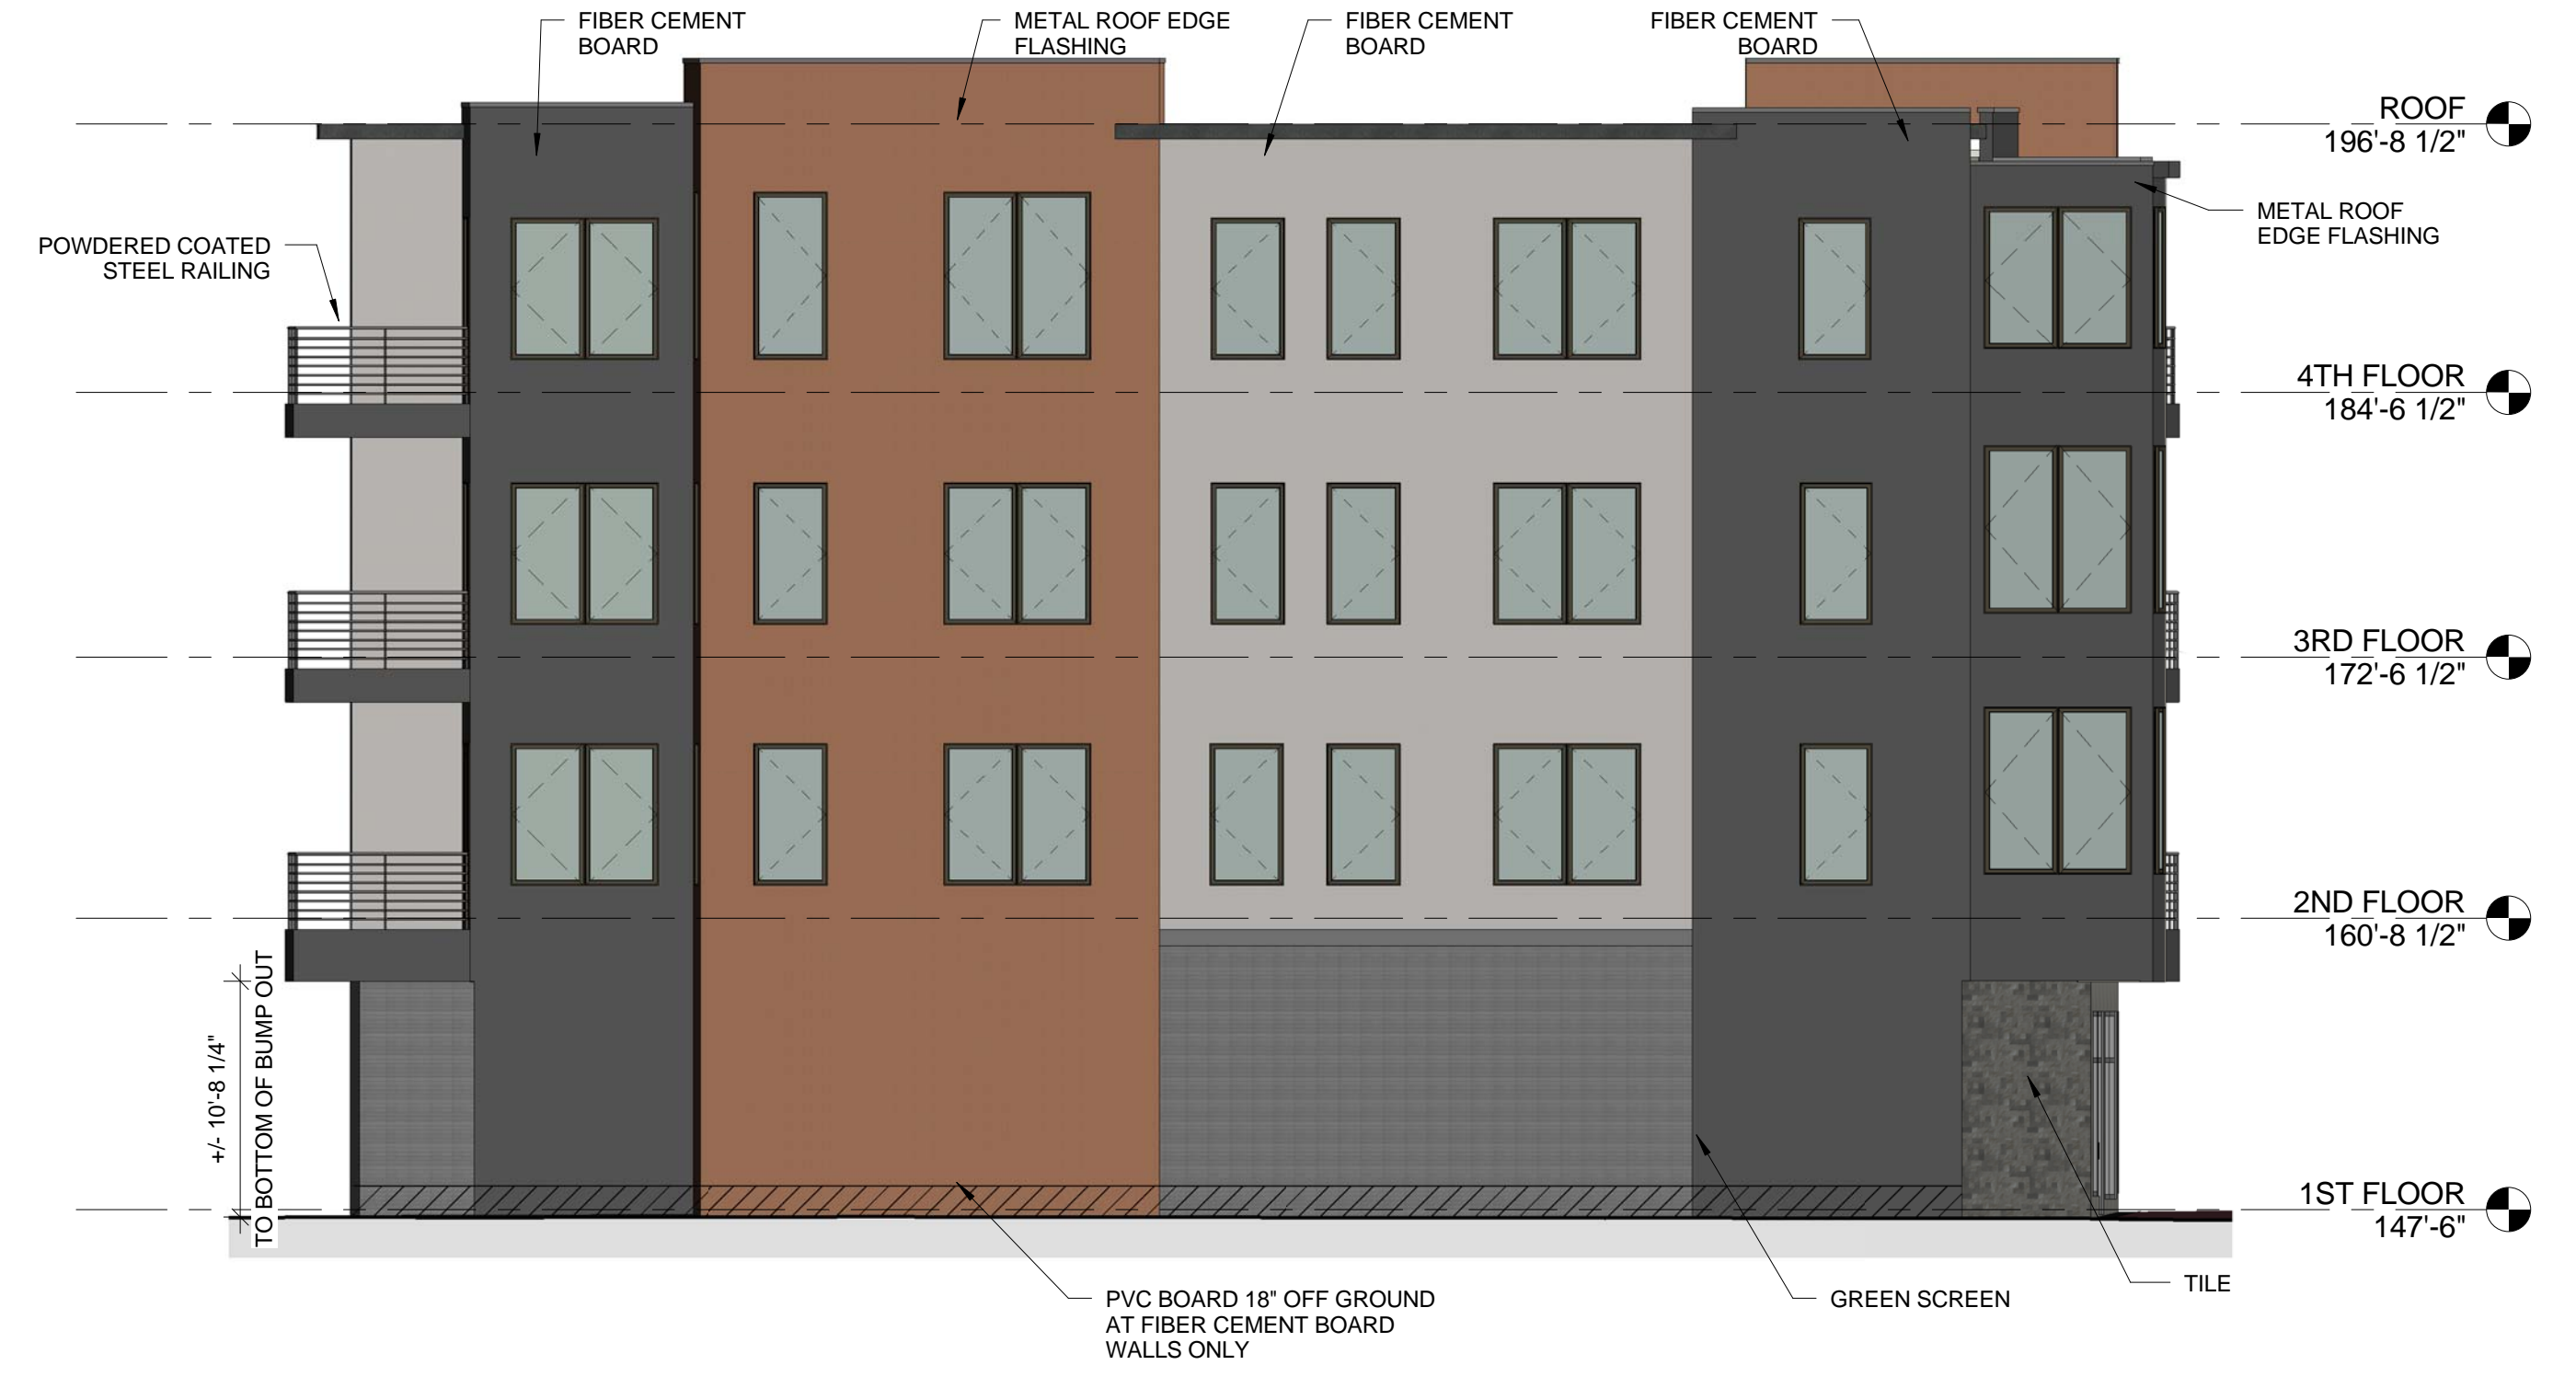 FIBER CEMENT
BOARD
METAL ROOF EDGE
FLASHING
FIBER CEMENT
BOARD
FIBER CEMENT
BOARD
ROOF
196'-8 1/2"
METAL ROOF
EDGE FLASHING
POWDERED COATED
STEEL RAILING
4TH FLOOR
184'-6 1/2"
3RD FLOOR
172'-6 1/2"
2ND FLOOR
160'-8 1/2"
+/- 10'-8 1/4"
TO BOTTOM OF BUMP OUT
1ST FLOOR
147'-6"
TILE
PVC BOARD 18" OFF GROUND
AT FIBER CEMENT BOARD
WALLS ONLY
GREEN SCREEN